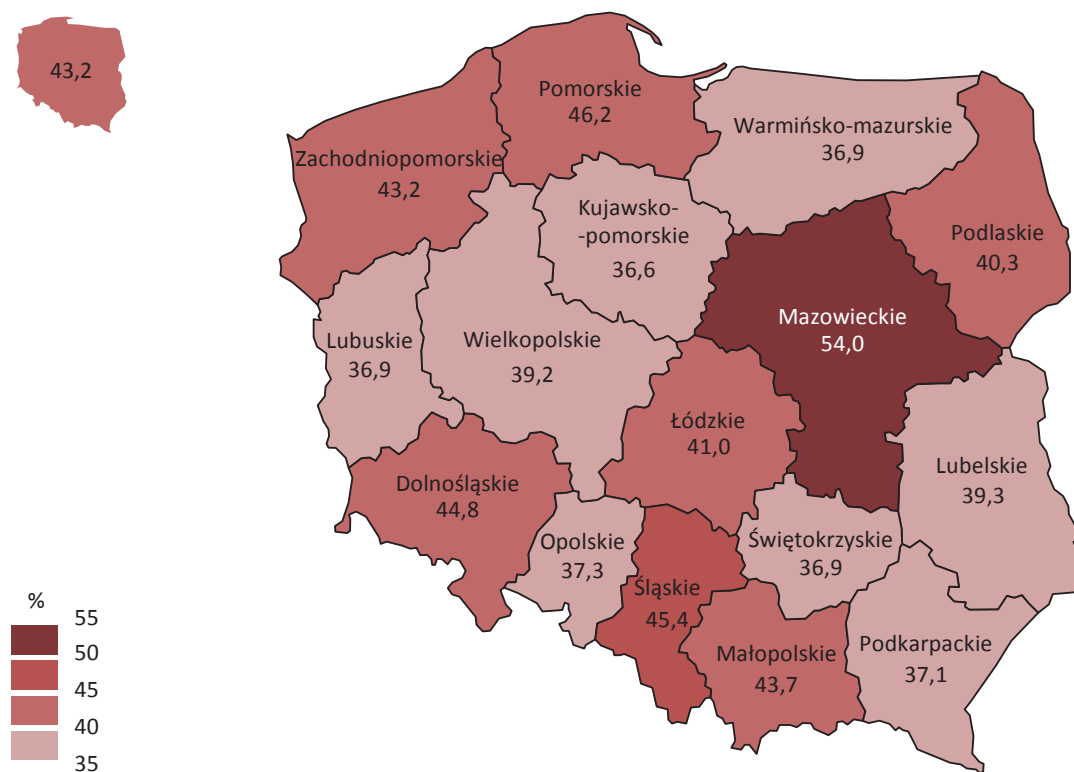 43,2
Pomorskie
46,2
Warmińsko-mazurskie
36,9
Zachodniopomorskie
43,2
Kujawsko-
-pomorskie
36,6
Podlaskie
40,3
Mazowieckie
54,0
Lubuskie
36,9
Wielkopolskie
39,2
Łódzkie
41,0
Lubelskie
39,3
Dolnośląskie
44,8
Opolskie
37,3
Świętokrzyskie
36,9
Śląskie
45,4
Małopolskie
43,7
Podkarpackie
37,1
%
55
50
45
40
35